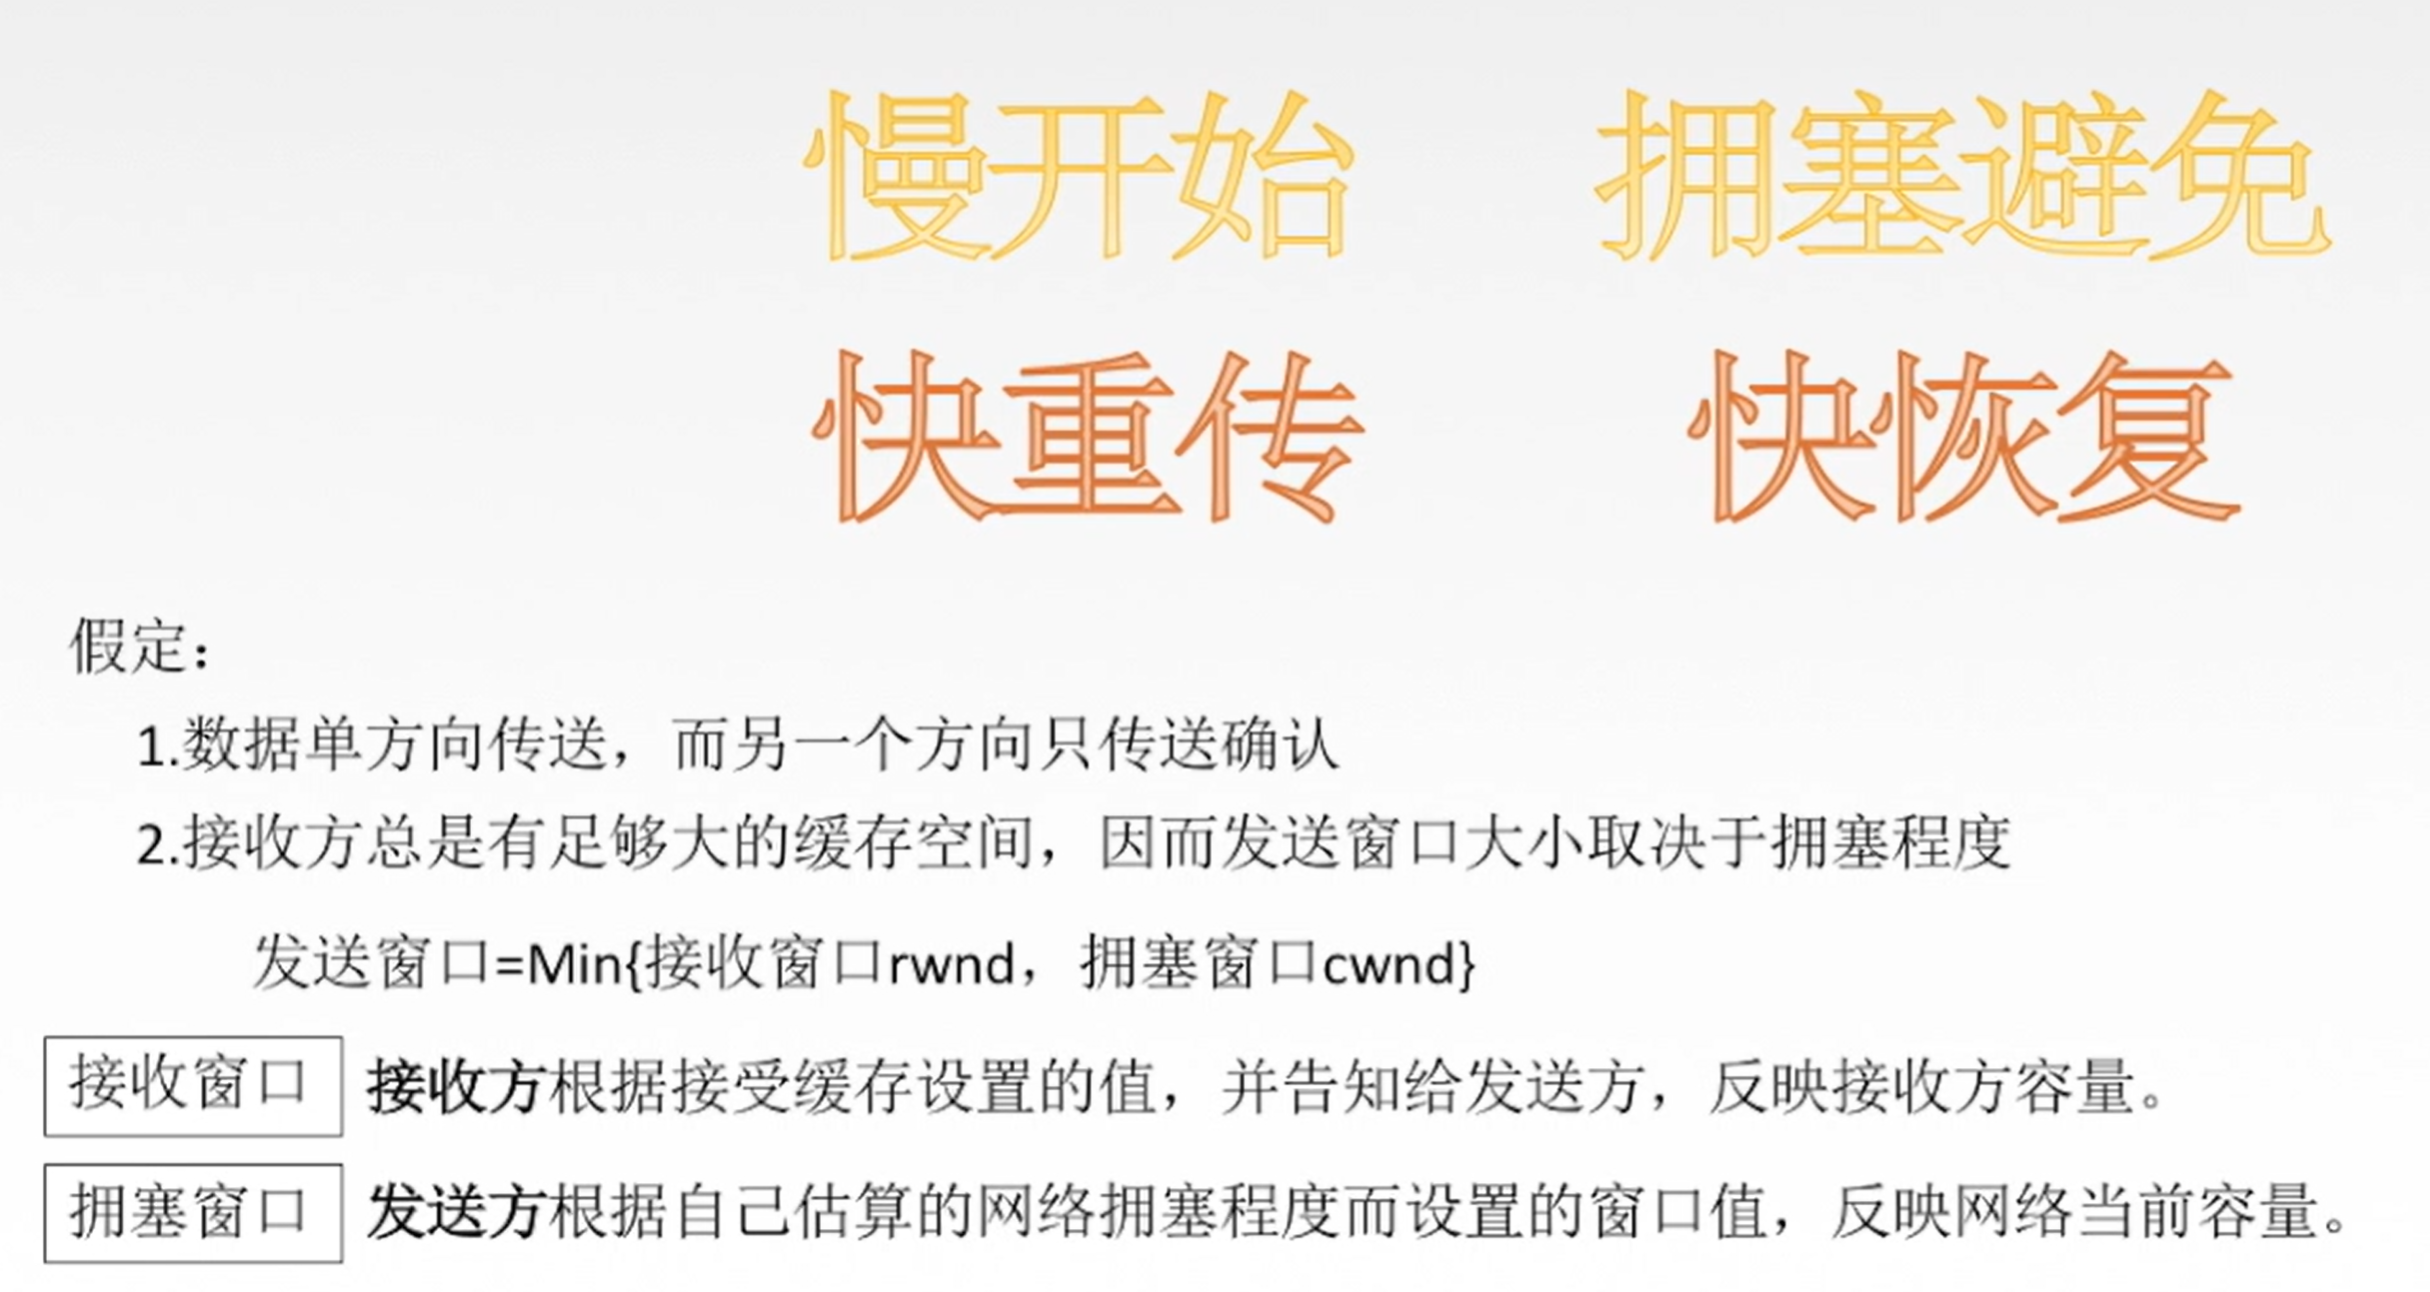 慢开始 拥塞避免
快重传 快恢复
假定：
1.数据单方向传送，而另一个方向只传送确认
2.接收方总是有足够大的缓存空间，因而发送窗口大小取决于拥塞程度
发送窗口=Min{接收窗口rwnd，拥塞窗口cwnd}
接收窗口 接收方根据接受缓存设置的值，并告知给发送方，反映接收方容量。
拥塞窗口 发送方根据自己估算的网络拥塞程度而设置的窗口值，反映网络当前容量。